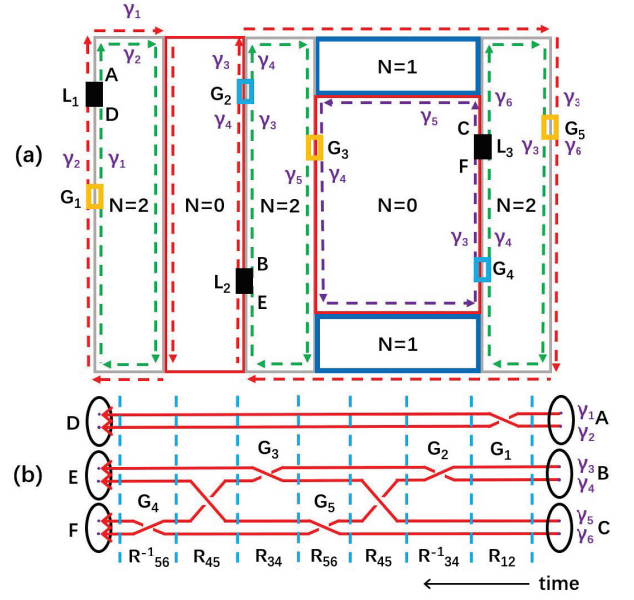 γ₁
γ₂
γ₃ γ₄
N=1
A
L₁
D
G₂
γ₄ γ₃
γ₅
γ₆
C
L₃
F
γ₃
G₅
γ₃ γ₆
(a)
γ₂ γ₁
G₃
γ₅ γ₄
G₁
N=2
N=0
N=2
N=0
N=2
γ₃ γ₄
B
L₂
E
G₄
N=1
D
γ₁
A
γ₂
(b)
E
G₃
G₂
G₁
γ₃
B
γ₄
F
G₄
G₅
γ₅
C
γ₆
R⁻¹₅₆ R₄₅ R₃₄ R₅₆ R₄₅ R⁻¹₃₄ R₁₂
time